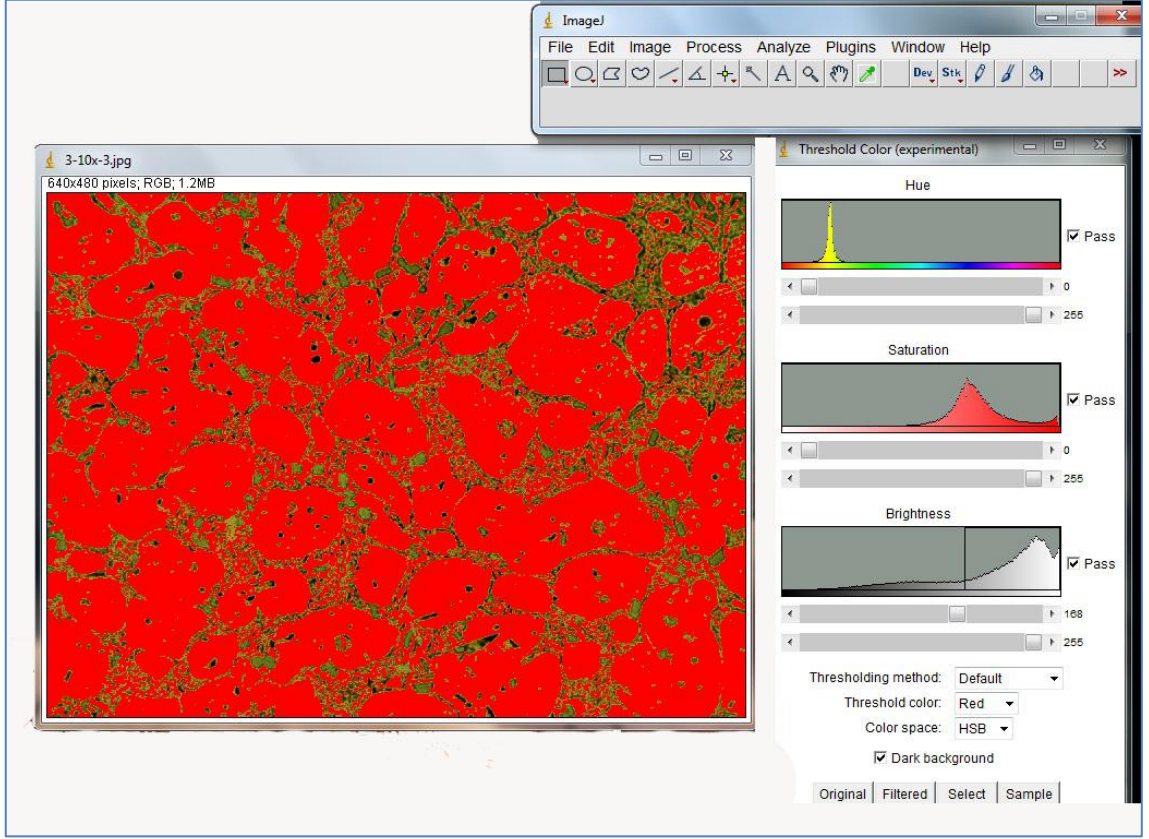 ImageJ
File Edit Image Process Analyze Plugins Window Help
A Dev Stk >>
3-10x-3.jpg
640x480 pixels; RGB; 1.2MB
Threshold Color (experimental)
Hue
Pass
0
255
Saturation
Pass
0
255
Brightness
Pass
168
255
Thresholding method: Default
Threshold color: Red
Color space: HSB
Dark background
Original Filtered Select Sample